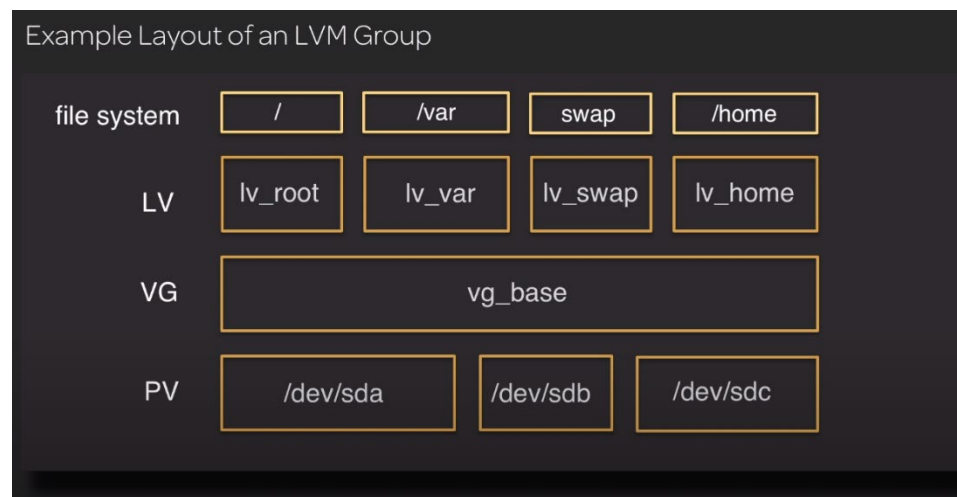 Example Layout of an LVM Group
file system / /var swap /home
LV lv_root lv_var lv_swap lv_home
VG vg_base
PV /dev/sda /dev/sdb /dev/sdc